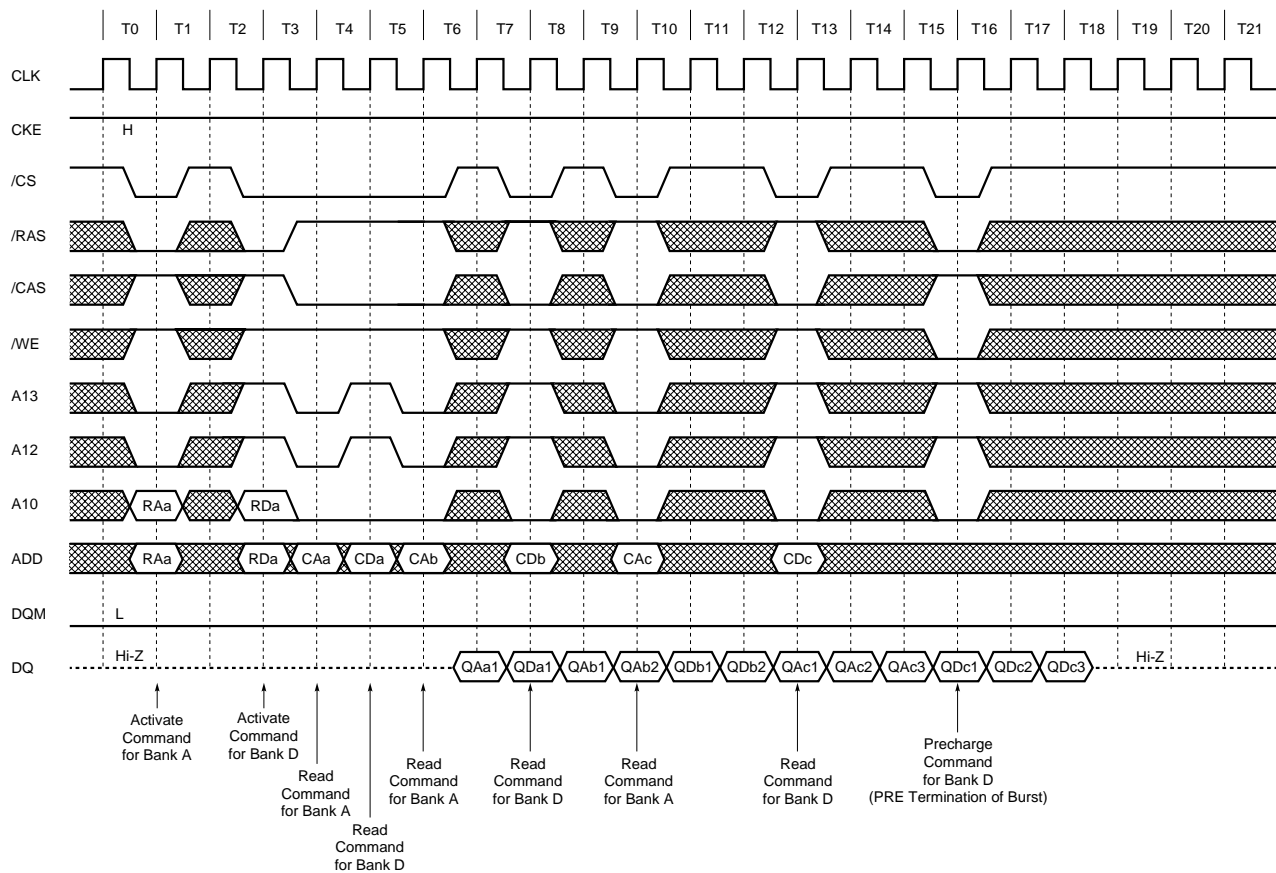 T0 T1 T2 T3 T4 T5 T6 T7 T8 T9 T10 T11 T12 T13 T14 T15 T16 T17 T18 T19 T20 T21
CLK
CKE H
/CS
/RAS
/CAS
/WE
A13
A12
A10 RAa RDa
ADD RAa RDa CAa CDa CAb CDb CAc CDc
DQM L
DQ Hi-Z QAa1 QDa1 QAb1 QAb2 QDb1 QDb2 QAc1 QAc2 QAc3 QDc1 QDc2 QDc3 Hi-Z
Activate
Command
for Bank A
Activate
Command
for Bank D
Read
Command
for Bank A
Read
Command
for Bank D
Read
Command
for Bank A
Read
Command
for Bank D
Read
Command
for Bank A
Read
Command
for Bank D
Precharge
Command
for Bank D
(PRE Termination of Burst)